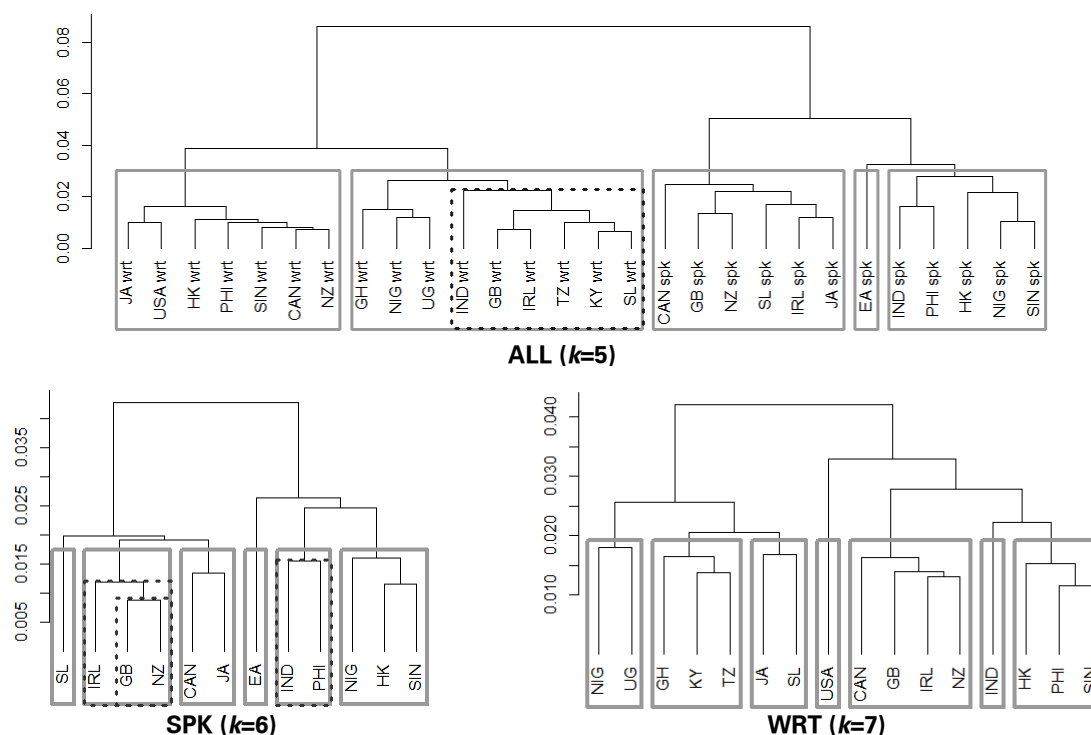 0.00 0.02 0.04 0.06 0.08
JA wrt USA wrt HK wrt PHI wrt SIN wrt CAN wrt NZ wrt GH wrt NIG wrt UG wrt IND wrt GB wrt IRL wrt TZ wrt KY wrt SL wrt CAN spk GB spk NZ spk SL spk IRL spk JA spk EA spk IND spk PHI spk HK spk NIG spk SIN spk
ALL (k=5)
0.005 0.015 0.025 0.035
SL IRL GB NZ CAN JA EA IND PHI NIG HK SIN
SPK (k=6)
0.010 0.020 0.030 0.040
NIG UG GH KY TZ JA SL USA CAN GB IRL NZ IND HK PHI SIN
WRT (k=7)